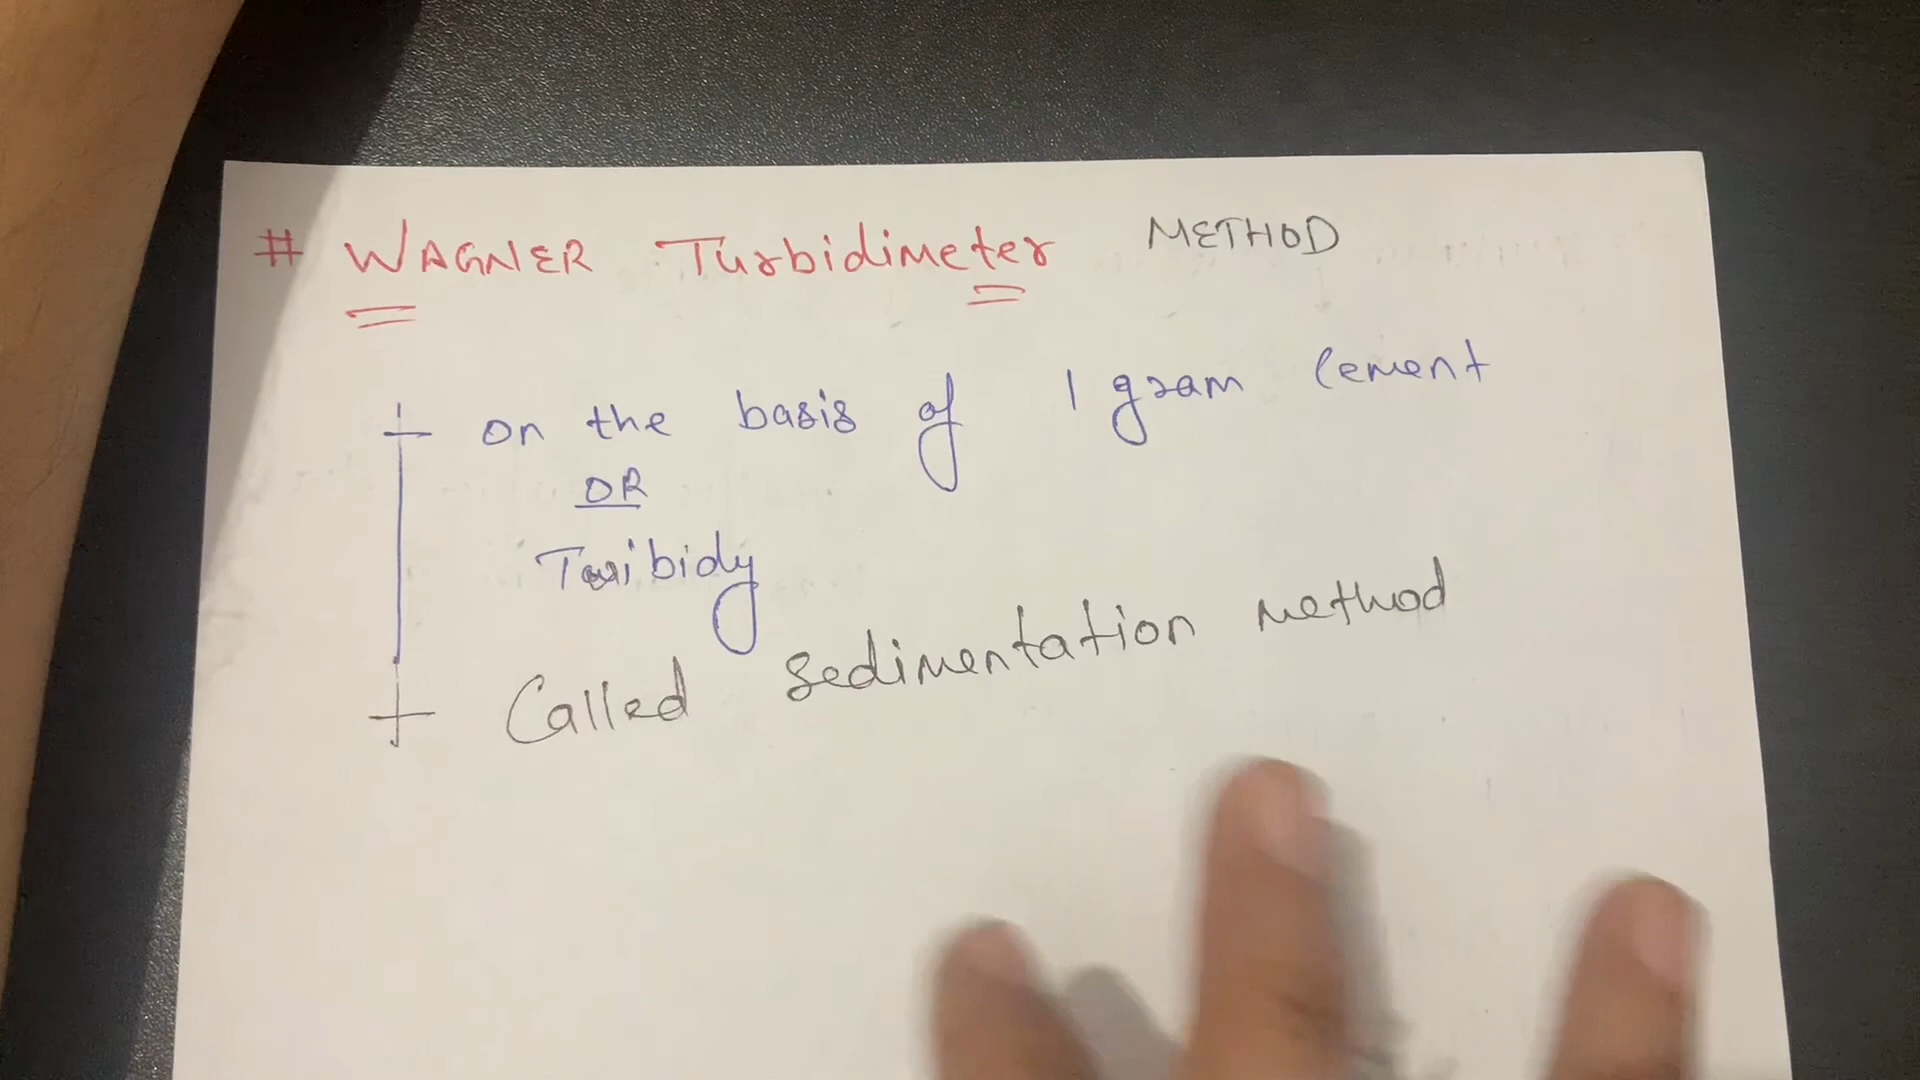 # WAGNER Turbidimeter METHOD
on the basis of 1 gram Cement
OR
Turibidy
Called sedimentation method